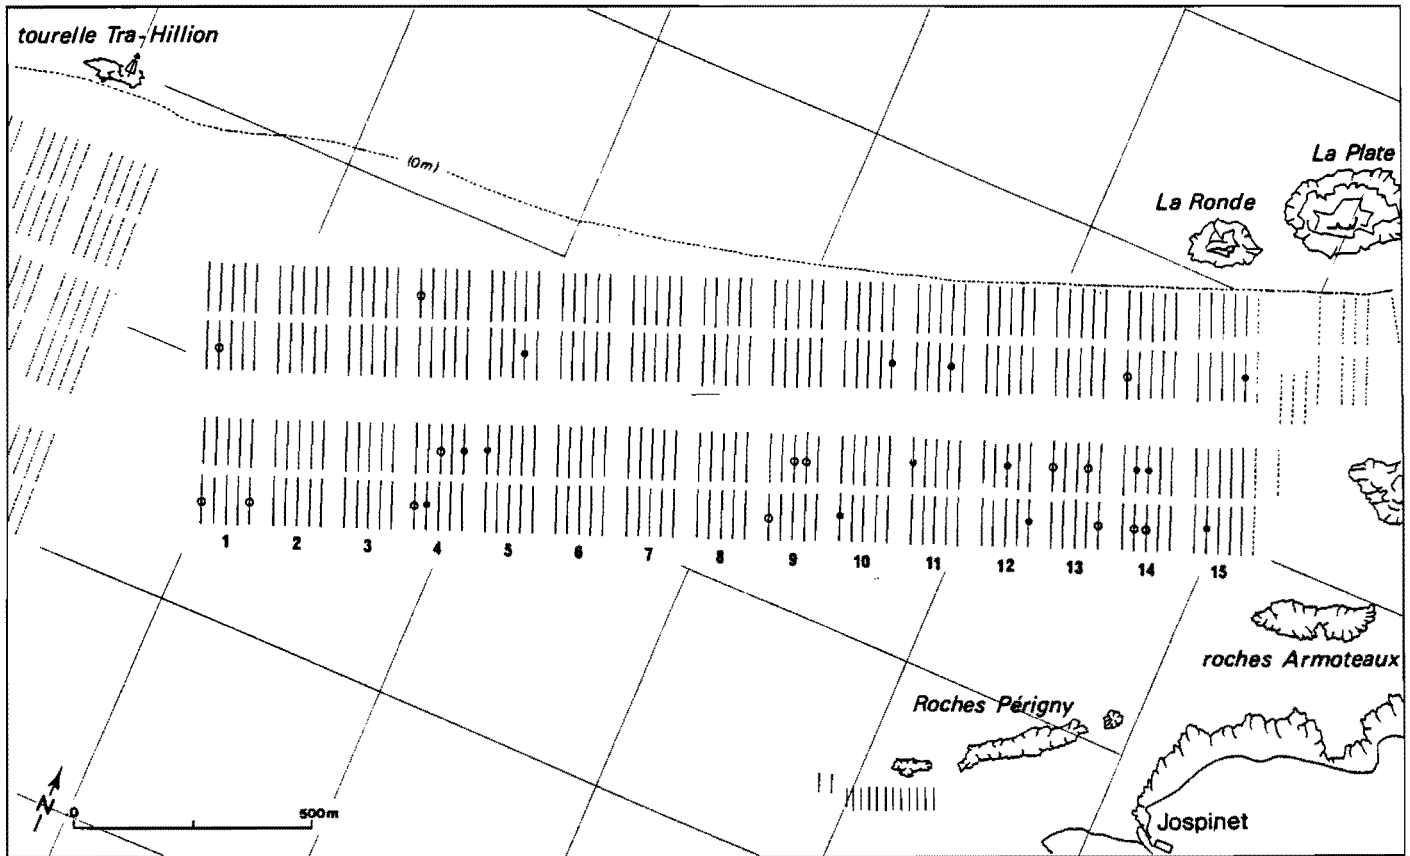 tourelle Tra-Hillion
(0m)
La Plate
La Ronde
1 2 3 4 5 6 7 8 9 10 11 12 13 14 15
roches Armoteaux
Roches Périgny
N
0 500m
Jospinet